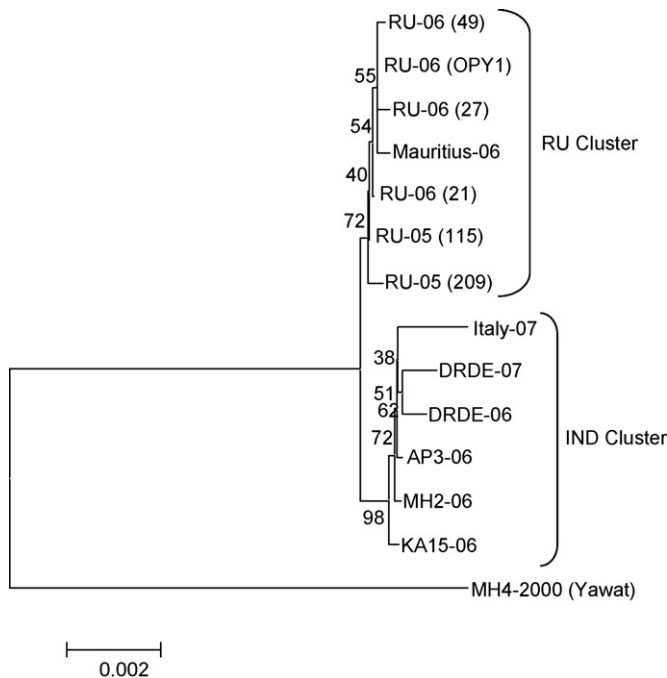 RU-06 (49)
RU-06 (OPY1)
55
RU-06 (27)
54
RU Cluster
Mauritius-06
40
RU-06 (21)
72
RU-05 (115)
RU-05 (209)
Italy-07
38
DRDE-07
51
62
DRDE-06
72
IND Cluster
AP3-06
MH2-06
98
KA15-06
MH4-2000 (Yawat)
0.002